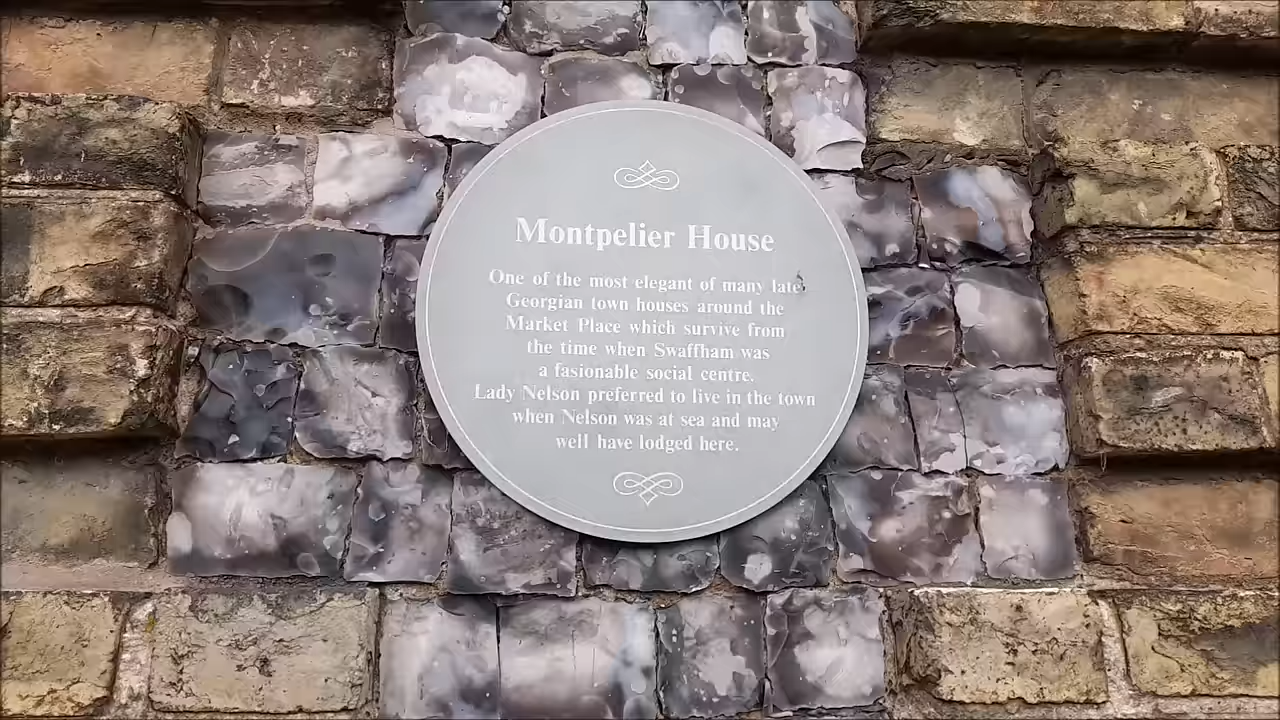 Montpelier House
One of the most elegant of many late
Georgian town houses around the
Market Place which survive from
the time when Swaffham was
a fasionable social centre.
Lady Nelson preferred to live in the town
when Nelson was at sea and may
well have lodged here.